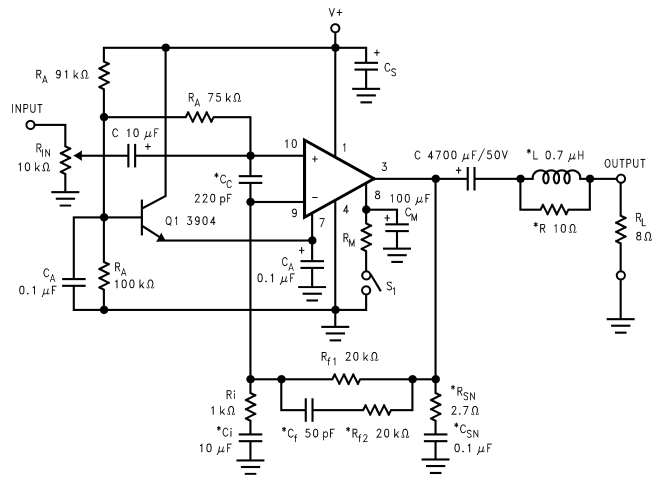 V+
+
C_S
R_A 91 kΩ
R_A 75 kΩ
INPUT
C 10 µF
+
R_IN
10 kΩ
10
+
1
3
C 4700 µF/50V
+
*L 0.7 µH
OUTPUT
*C_C
220 pF
−
9
7
4
8
100 µF
+
C_M
*R 10Ω
Q1 3904
R_M
R_L
8Ω
C_A
0.1 µF
R_A
100 kΩ
+
C_A
0.1 µF
S_1
R_f1 20 kΩ
Ri
1 kΩ
*R_SN
2.7Ω
*Ci
10 µF
*C_f 50 pF
*R_f2 20 kΩ
*C_SN
0.1 µF